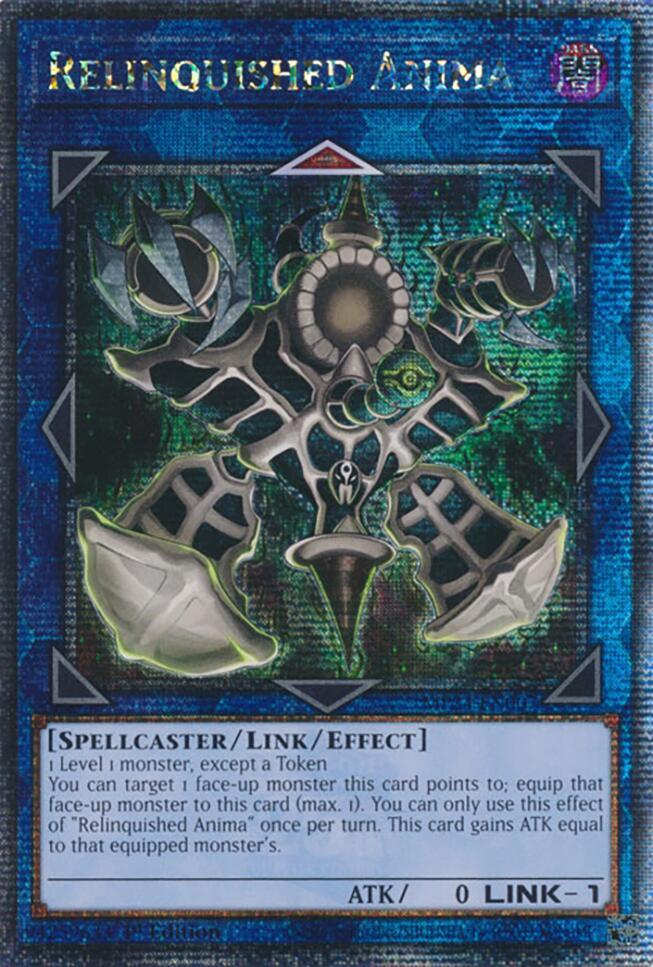 Relinquished Anima
[Spellcaster/Link/Effect]
1 Level 1 monster, except a Token
You can target 1 face-up monster this card points to; equip that
face-up monster to this card (max. 1). You can only use this effect
of "Relinquished Anima" once per turn. This card gains ATK equal
to that equipped monster's.
ATK/ 0 LINK-1
Edition